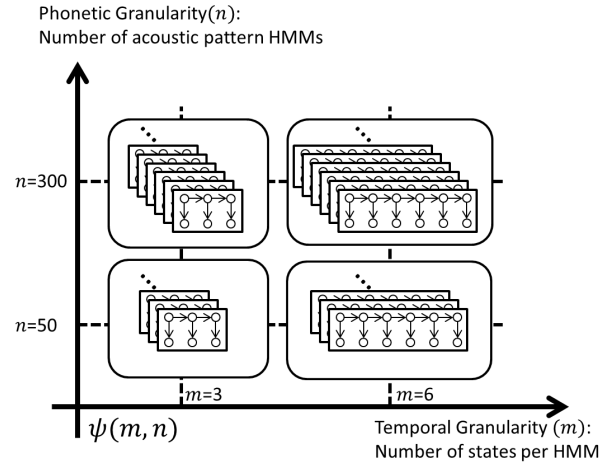 Phonetic Granularity(n):
Number of acoustic pattern HMMs
n=300
n=50
m=3
m=6
ψ(m, n)
Temporal Granularity (m):
Number of states per HMM